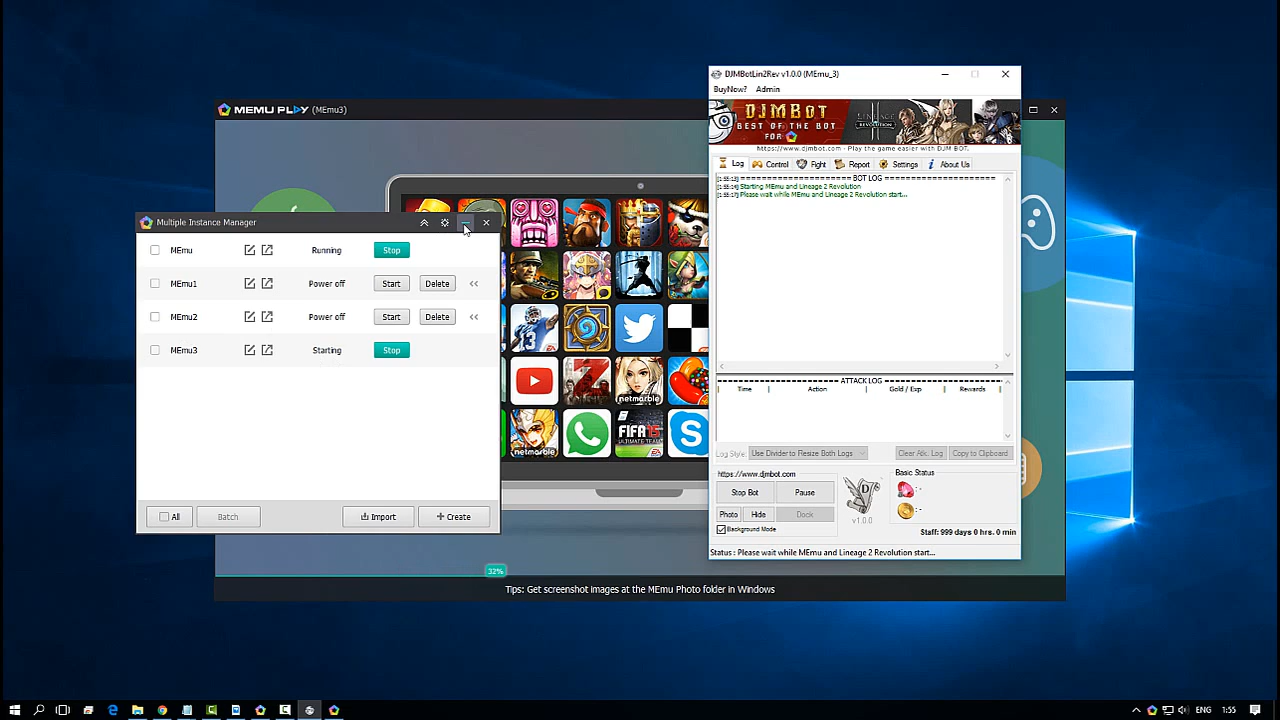 DJMBotLin2Rev v1.0.0 (MEmu_3)
BuyNow? Admin
DJMBOT
BEST OF THE BOT
FOR
https://www.djmbot.com - Play the game easier with DJM BOT.
Log Control Fight Report Settings About Us
BOT LOG
[1:55:14] Starting MEmu and Lineage 2 Revolution
[1:55:17] Please wait while MEmu and Lineage 2 Revolution start...
ATTACK LOG
Time | Action | Gold / Exp | Rewards
Log Style: Use Divider to Resize Both Logs Clear Atk. Log Copy to Clipboard
https://www.djmbot.com
Stop Bot Pause
Photo Hide Dock
Background Mode
v1.0.0
Basic Status
: -
: -
Staff: 999 days 0 hrs. 0 min
Status : Please wait while MEmu and Lineage 2 Revolution start...
MEMU PLAY (MEmu3)
Multiple Instance Manager
MEmu Running Stop
MEmu1 Power off Start Delete
MEmu2 Power off Start Delete
MEmu3 Starting Stop
All Batch Import Create
netmarble
netmarble
FIFA 15
ULTIMATE TEAM
32%
Tips: Get screenshot images at the MEmu Photo folder in Windows
ENG 1:55